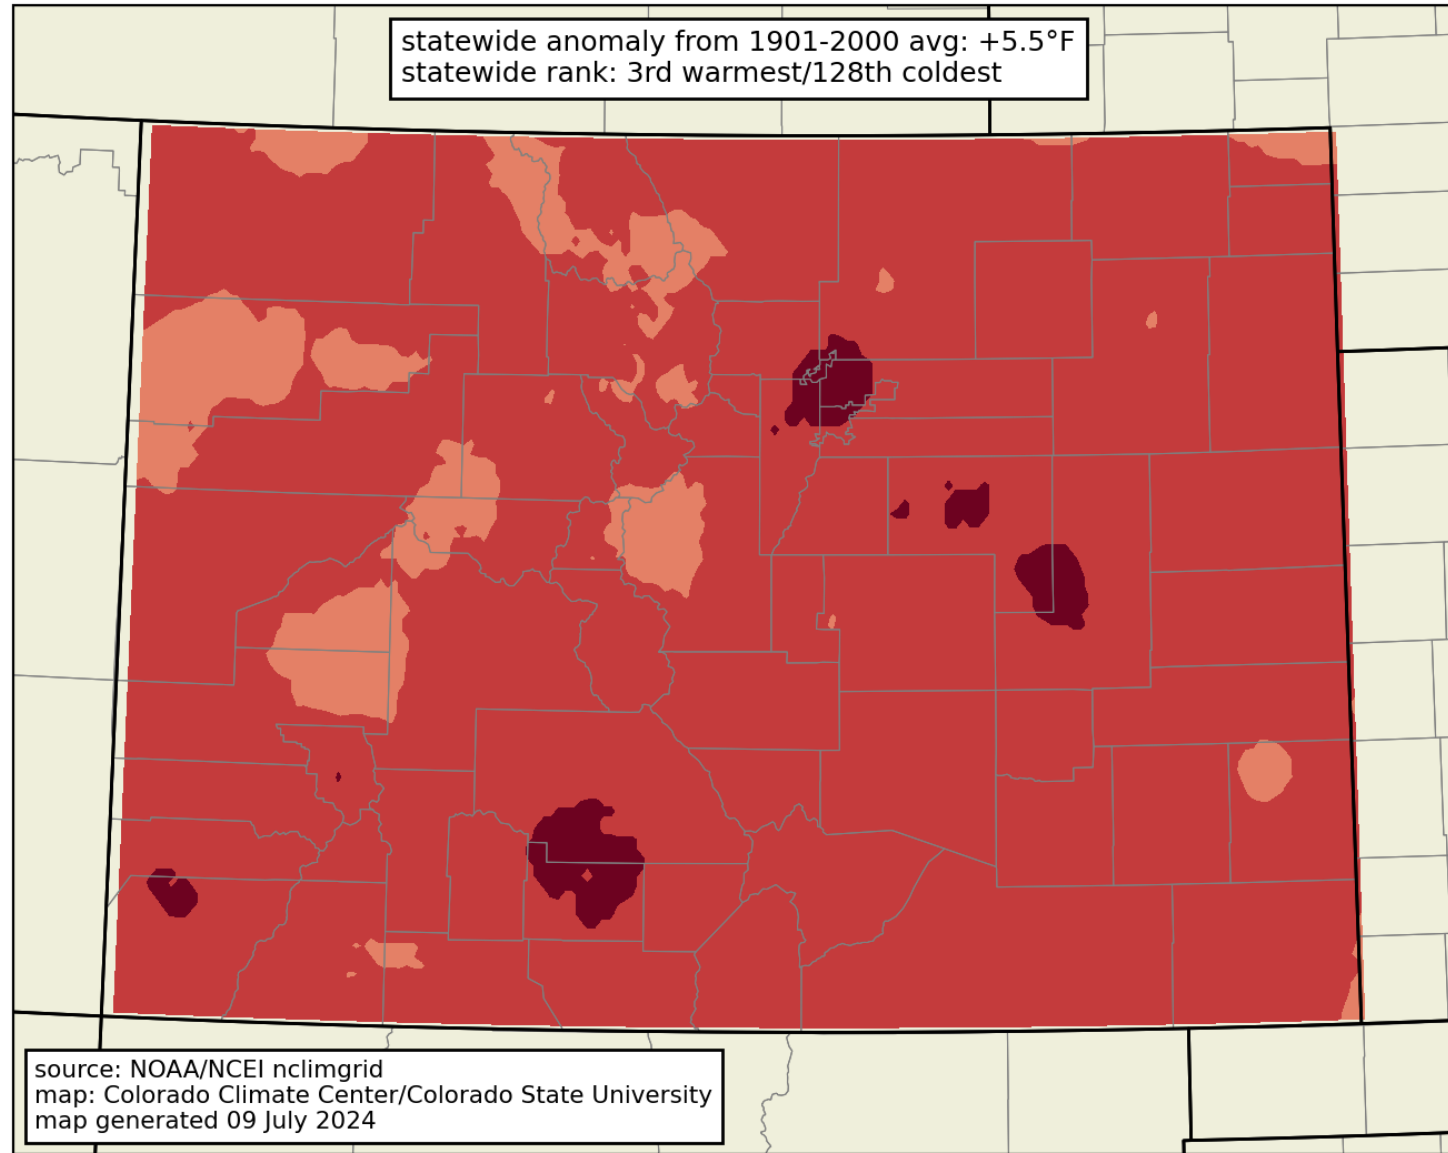 statewide anomaly from 1901-2000 avg: +5.5°F
statewide rank: 3rd warmest/128th coldest
source: NOAA/NCEI nclimgrid
map: Colorado Climate Center/Colorado State University
map generated 09 July 2024